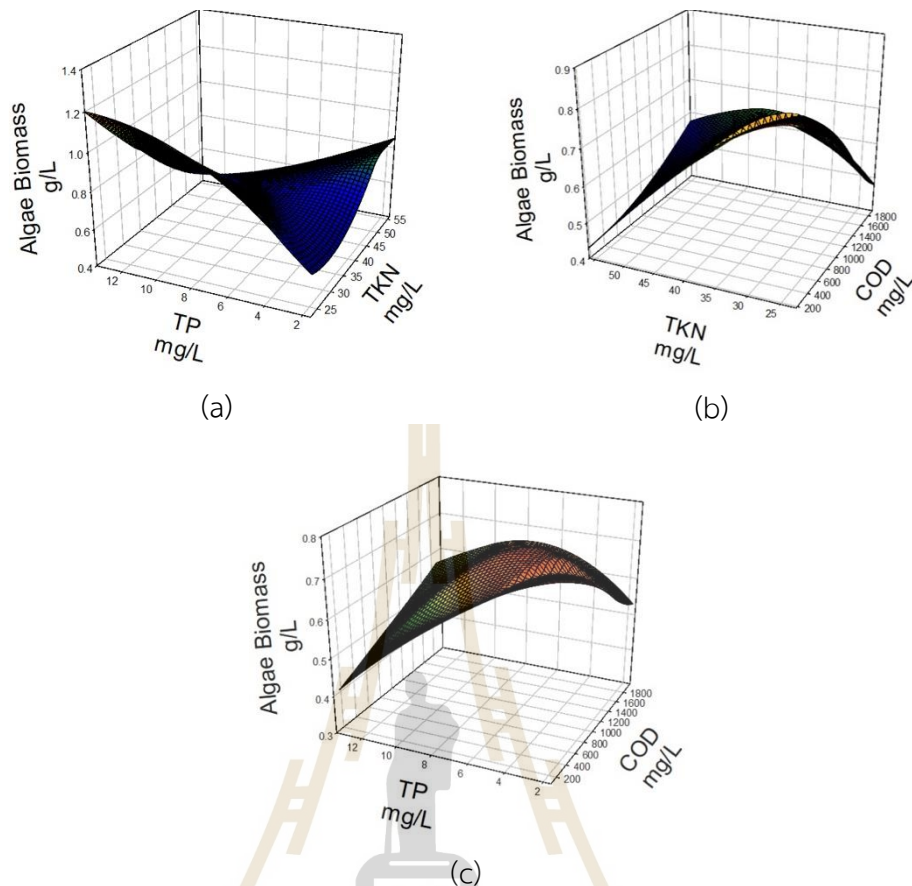 1.4
1.2
1.0
0.8
0.6
0.4
Algae Biomass
g/L
12
10
8
6
4
2
TP
mg/L
25
30
35
40
45
50
55
TKN
mg/L
(a)
0.9
0.8
0.7
0.6
0.5
0.4
Algae Biomass
g/L
50
45
40
35
30
25
TKN
mg/L
200
400
600
800
1000
1200
1400
1600
1800
COD
mg/L
(b)
0.8
0.7
0.6
0.5
0.4
0.3
Algae Biomass
g/L
12
10
8
6
4
2
TP
mg/L
200
400
600
800
1000
1200
1400
1600
1800
COD
mg/L
(c)